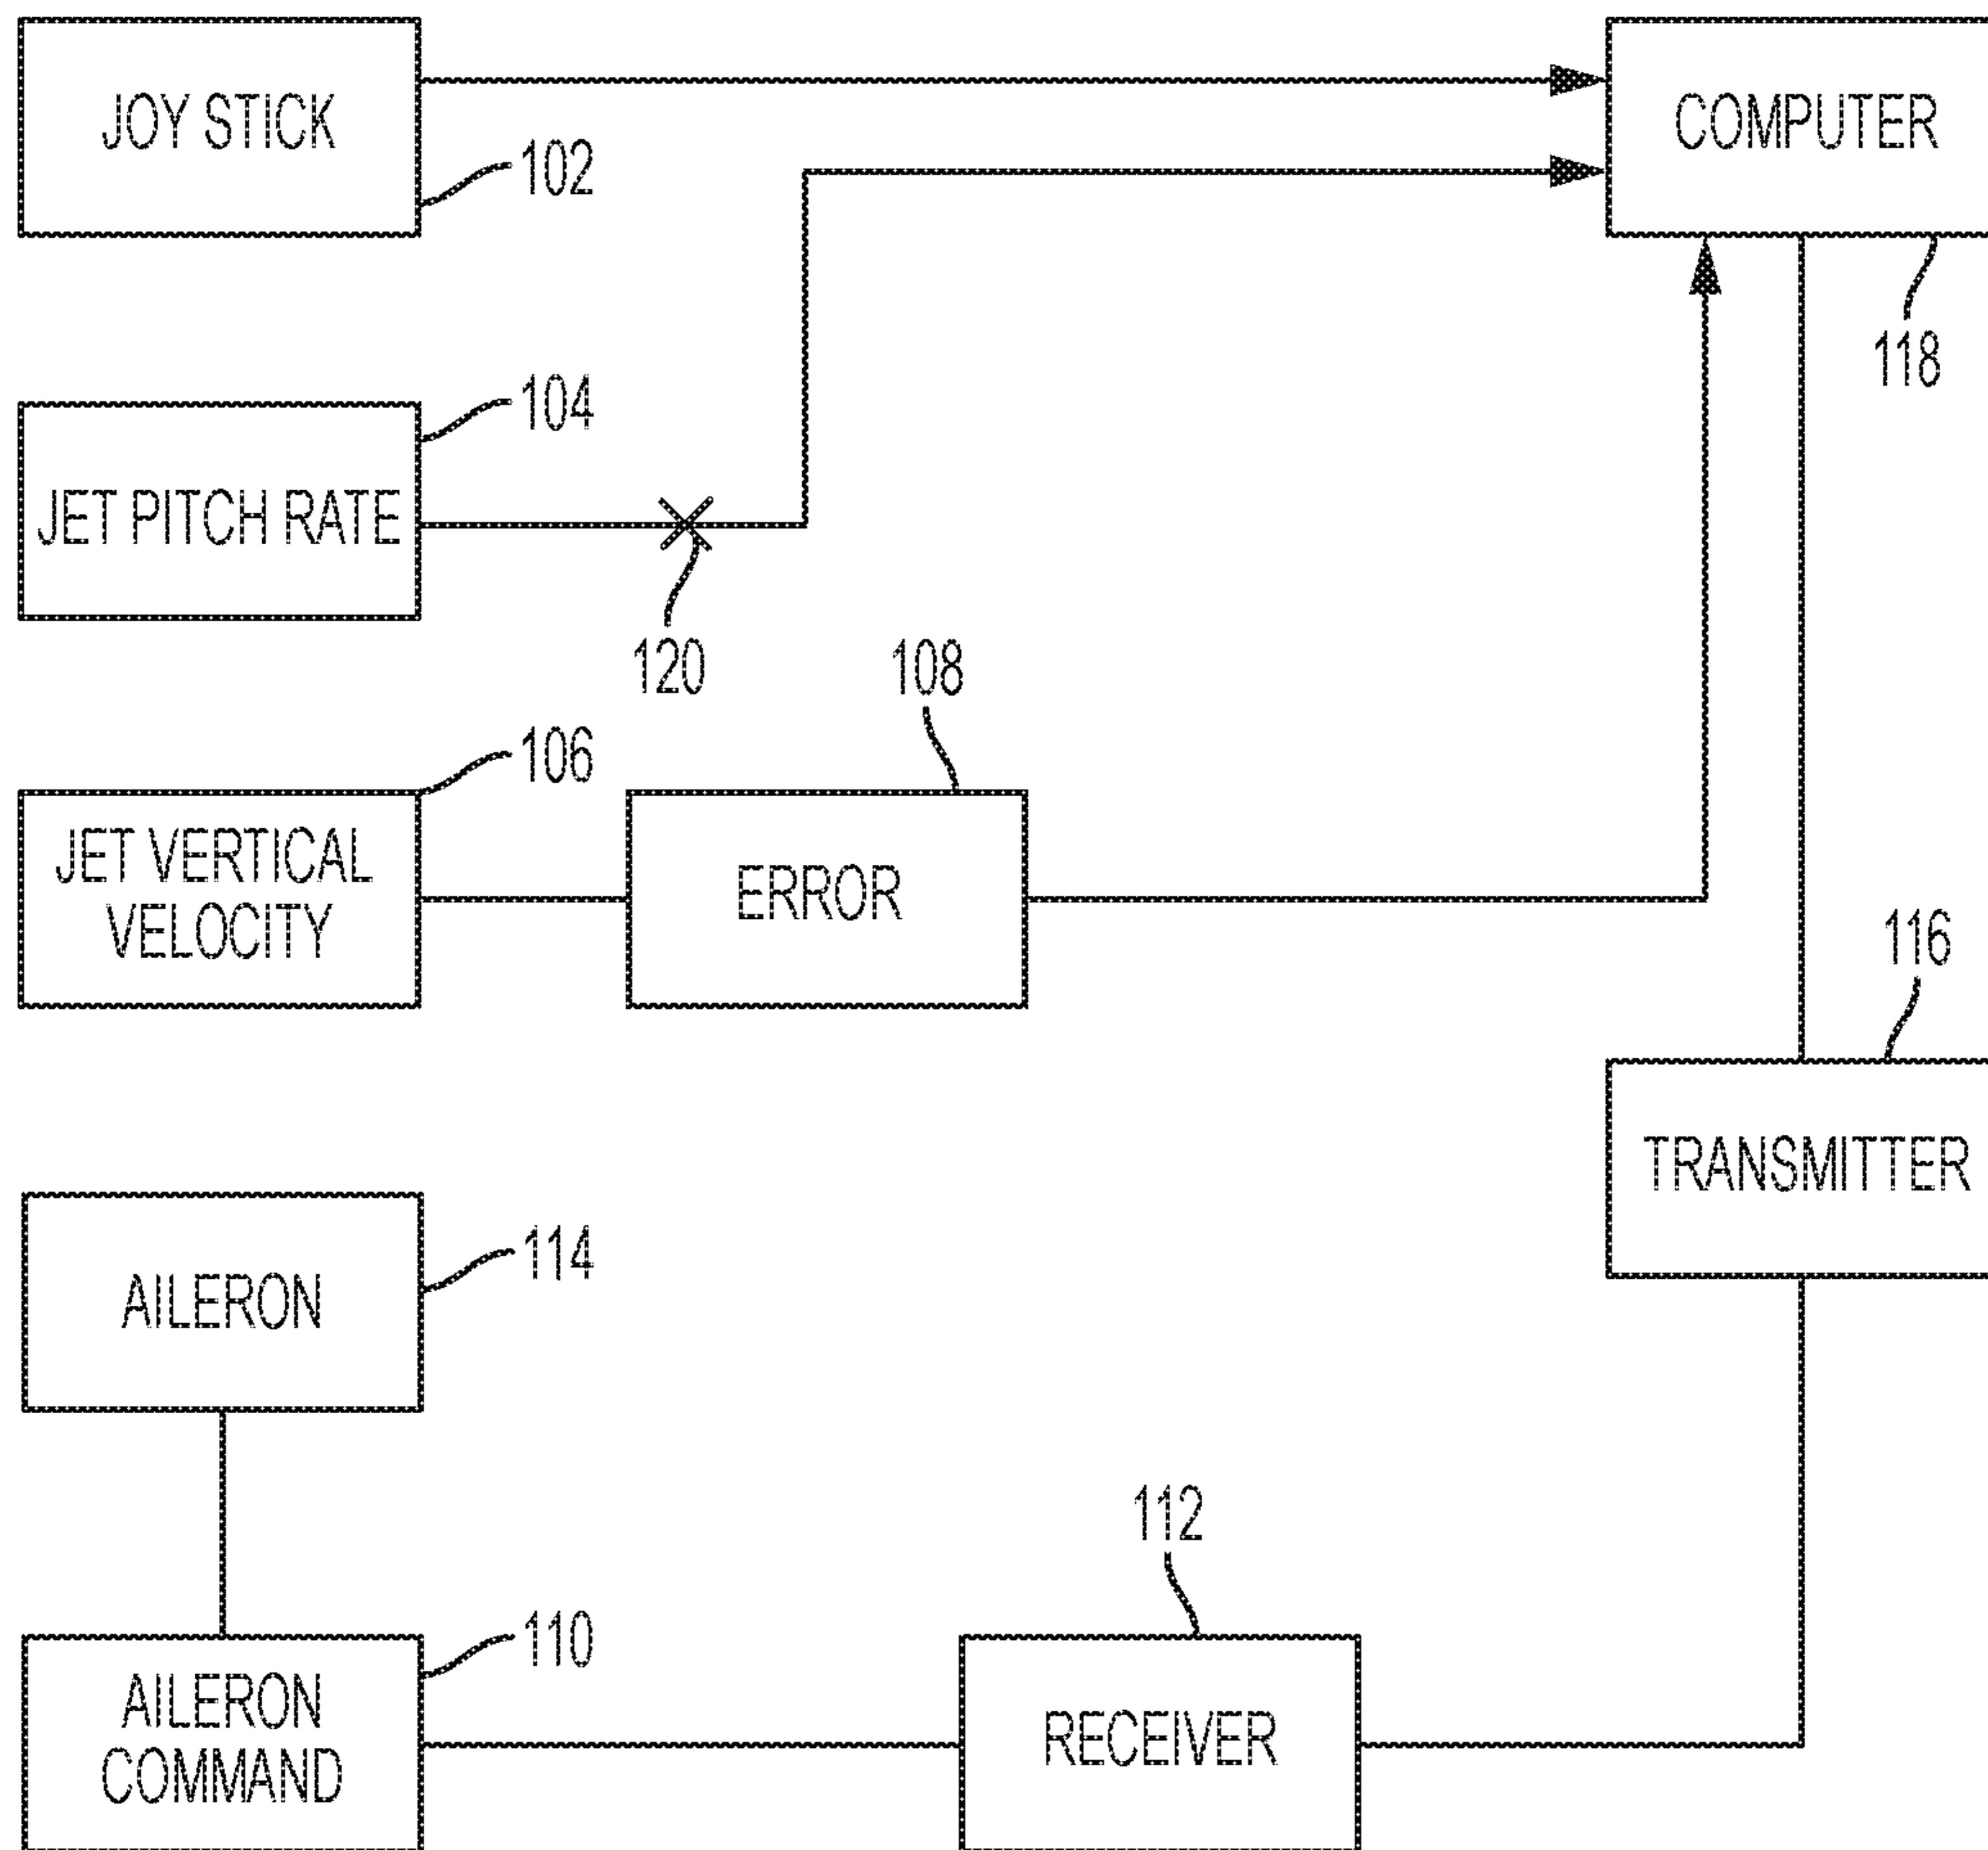 JOY STICK
102
COMPUTER
118
104
JET PITCH RATE
120
106
JET VERTICAL
VELOCITY
108
ERROR
116
TRANSMITTER
AILERON
114
110
AILERON
COMMAND
112
RECEIVER